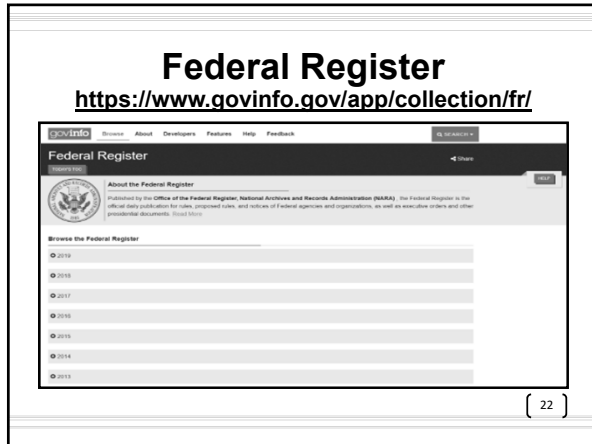 Federal Register
https://www.govinfo.gov/app/collection/fr/
govinfo Browse About Developers Features Help Feedback SEARCH
Federal Register Share
TODAY'S TOC
HELP
About the Federal Register
Published by the Office of the Federal Register, National Archives and Records Administration (NARA), the Federal Register is the
official daily publication for rules, proposed rules, and notices of Federal agencies and organizations, as well as executive orders and other
presidential documents. Read More
Browse the Federal Register
2019
2018
2017
2016
2015
2014
2013
22